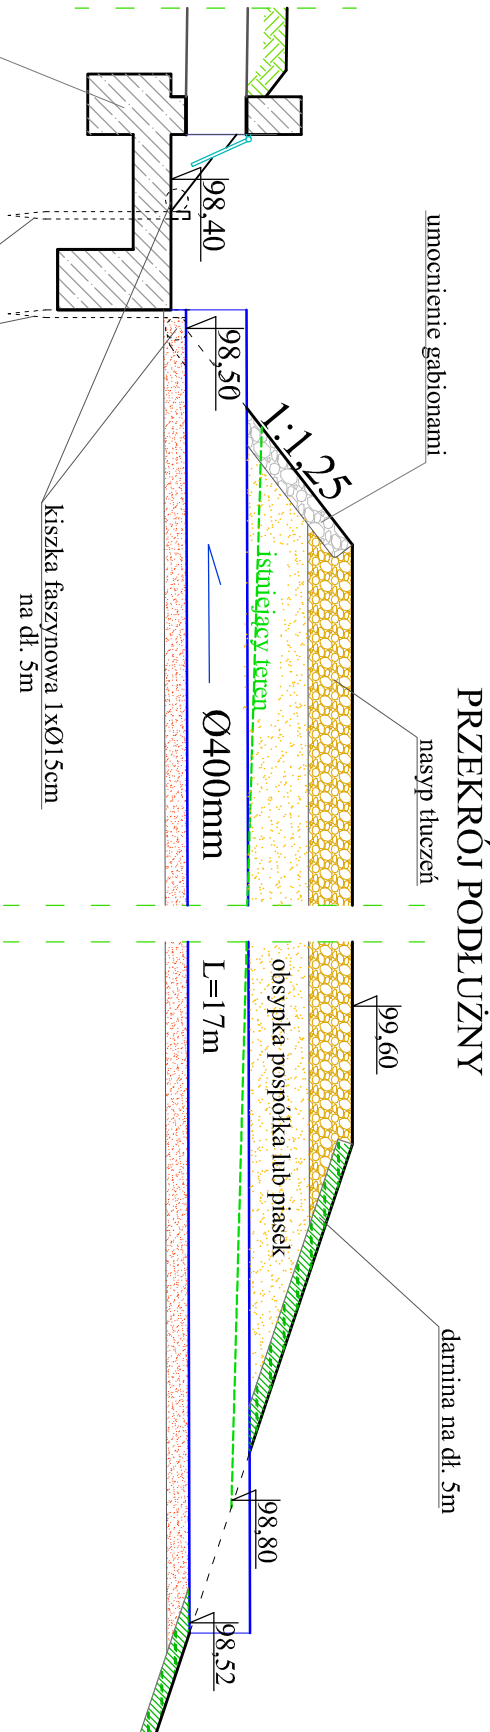 PRZEKRÓJ PODŁUŻNY
umocnienie gabionami
nasyp tłuczeń
darnina na dł. 5m
1:1,25
99,60
istniejący teren
obsypka pospółka lub piasek
98,40
98,50
Ø400mm
L=17m
98,80
98,52
kiszka faszynowa 1xØ15cm
na dł. 5m